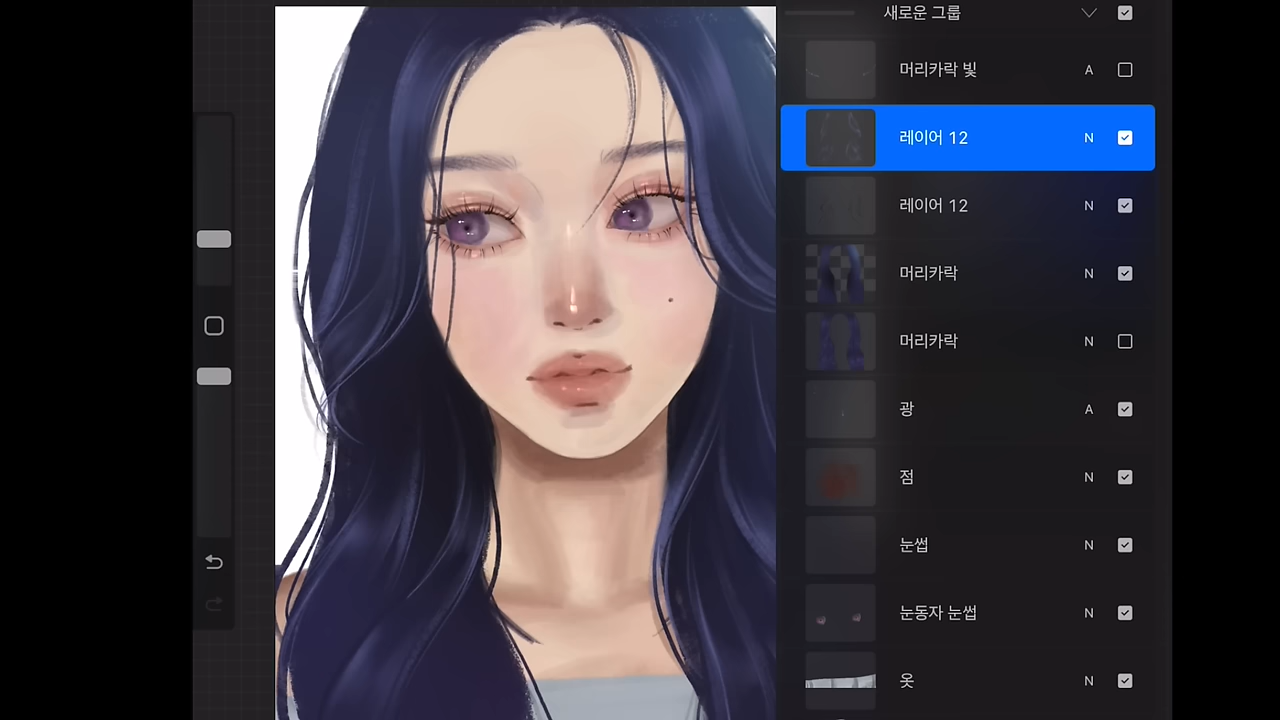 새로운 그룹
머리카락 빛 A
레이어 12 N
레이어 12 N
머리카락 N
머리카락 N
광 A
점 N
눈썹 N
눈동자 눈썹 N
옷 N